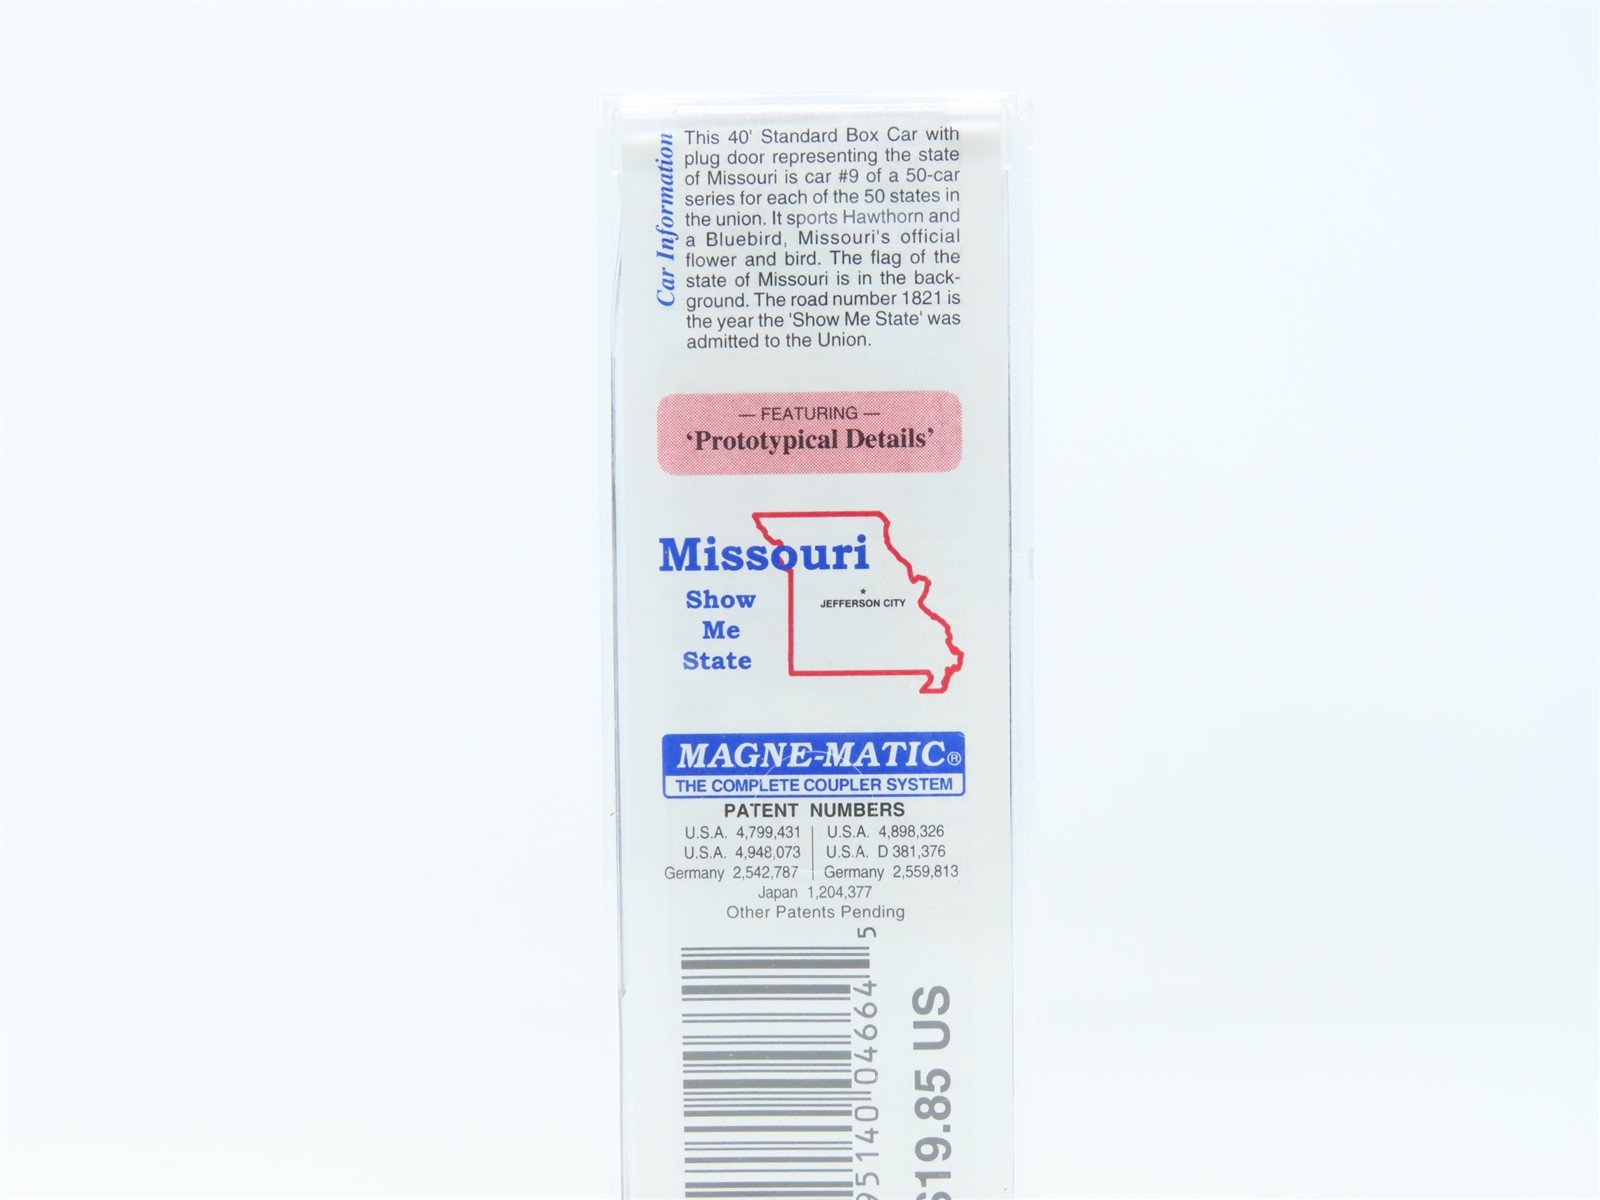 Car Information
This 40' Standard Box Car with
plug door representing the state
of Missouri is car #9 of a 50-car
series for each of the 50 states in
the union. It sports Hawthorn and
a Bluebird, Missouri's official
flower and bird. The flag of the
state of Missouri is in the back-
ground. The road number 1821 is
the year the 'Show Me State' was
admitted to the Union.
— FEATURING —
‘Prototypical Details’
Missouri
Show
Me
State
JEFFERSON CITY
MAGNE-MATIC®
THE COMPLETE COUPLER SYSTEM
PATENT NUMBERS
U.S.A. 4,799,431 | U.S.A. 4,898,326
U.S.A. 4,948,073 | U.S.A. D 381,376
Germany 2,542,787 | Germany 2,559,813
Japan 1,204,377
Other Patents Pending
95140 04664 5
$19.85 US